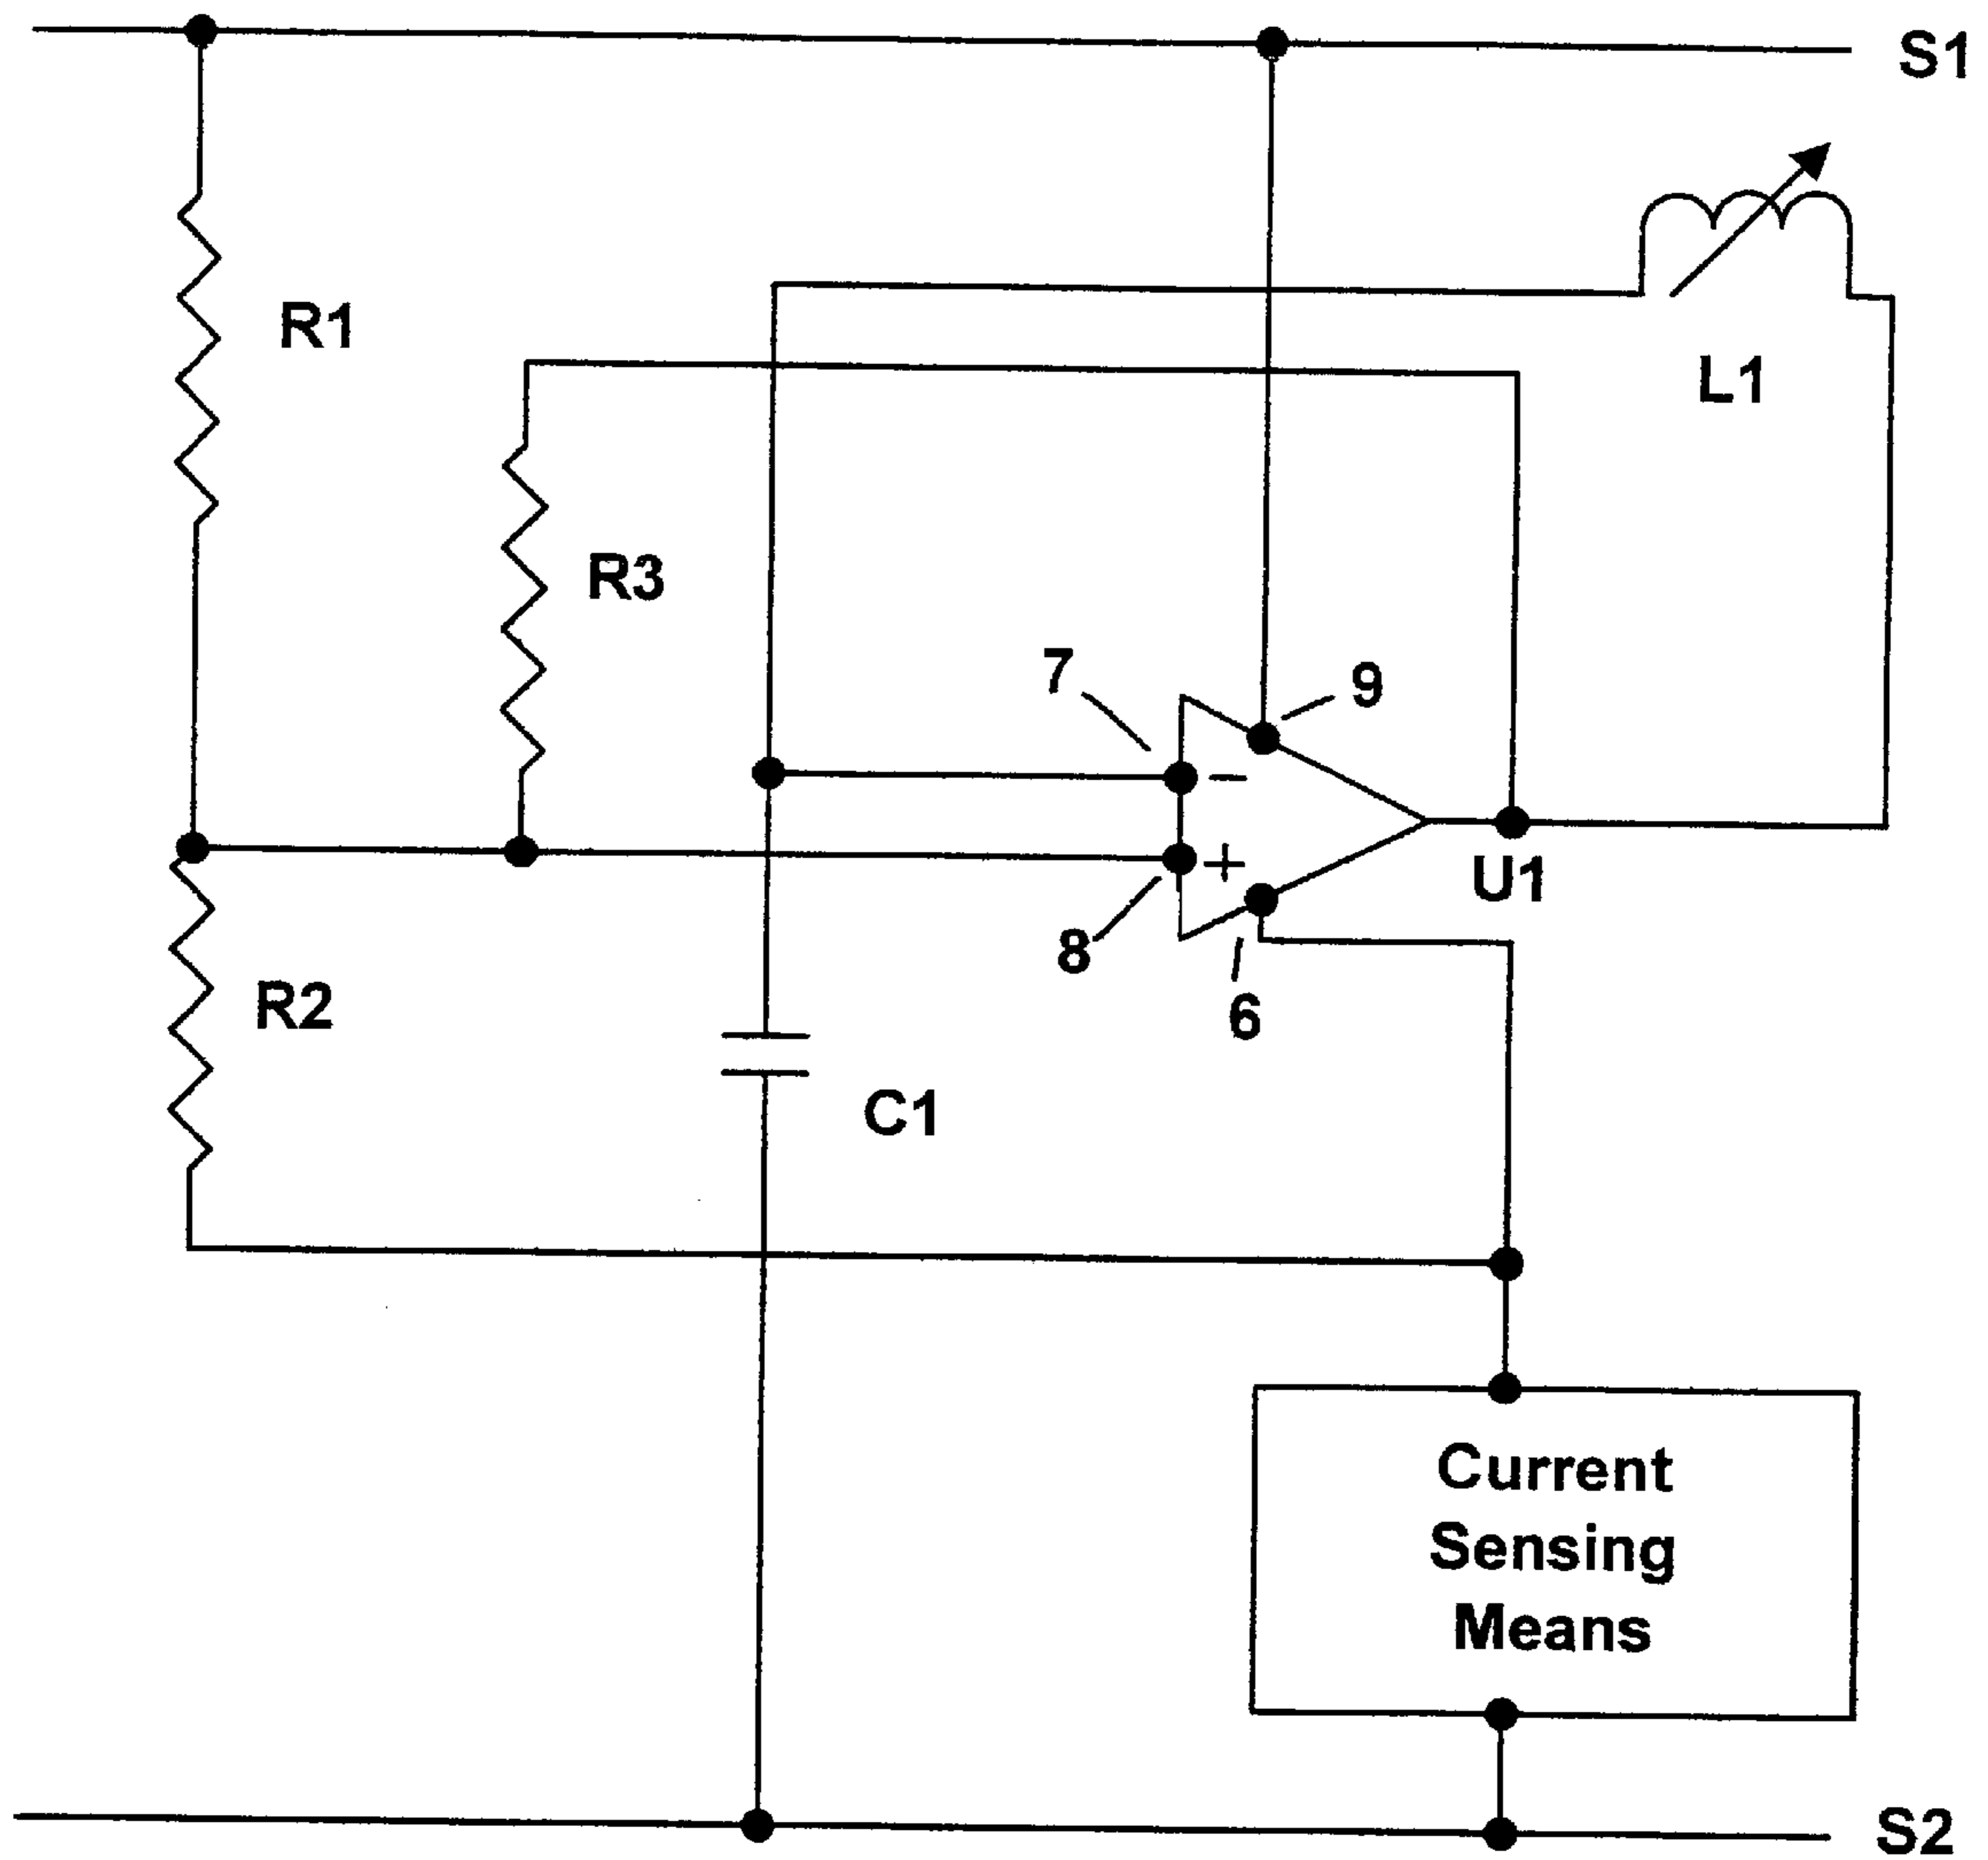 S1
R1
L1
R3
7
9
-
+
U1
8
6
R2
C1
Current
Sensing
Means
S2